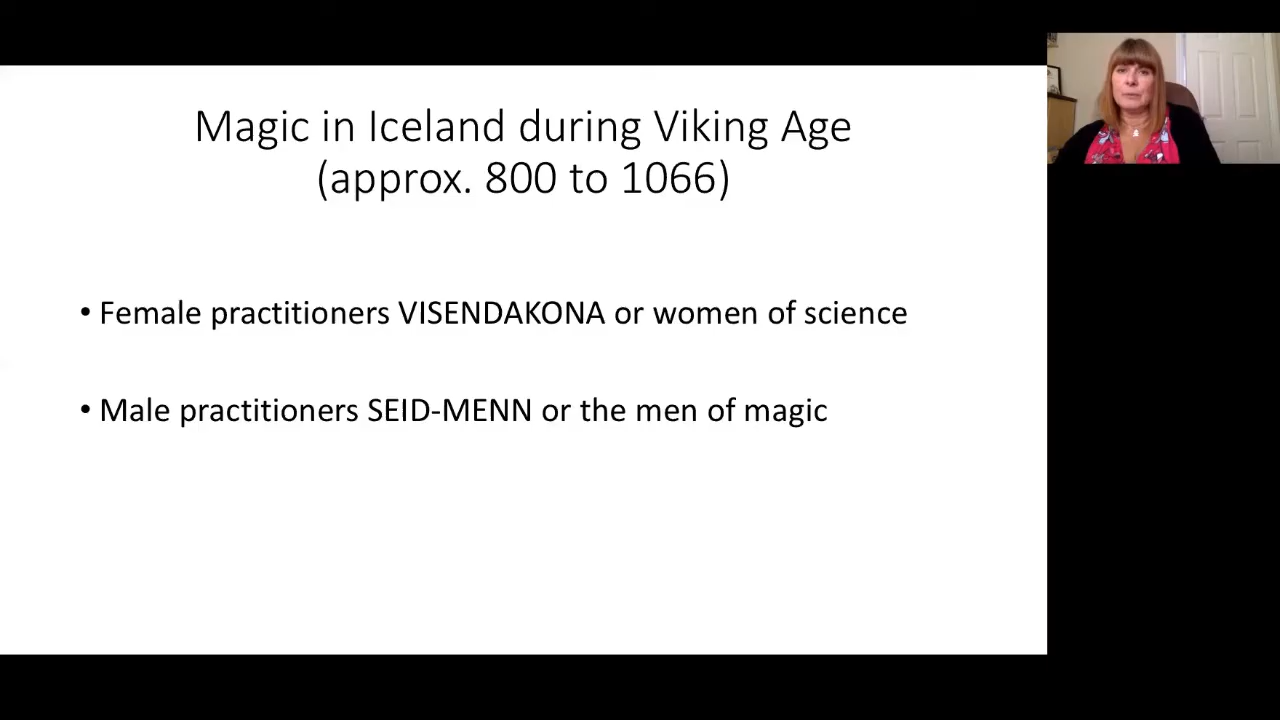 Magic in Iceland during Viking Age
(approx. 800 to 1066)
• Female practitioners VISENDAKONA or women of science
• Male practitioners SEID-MENN or the men of magic